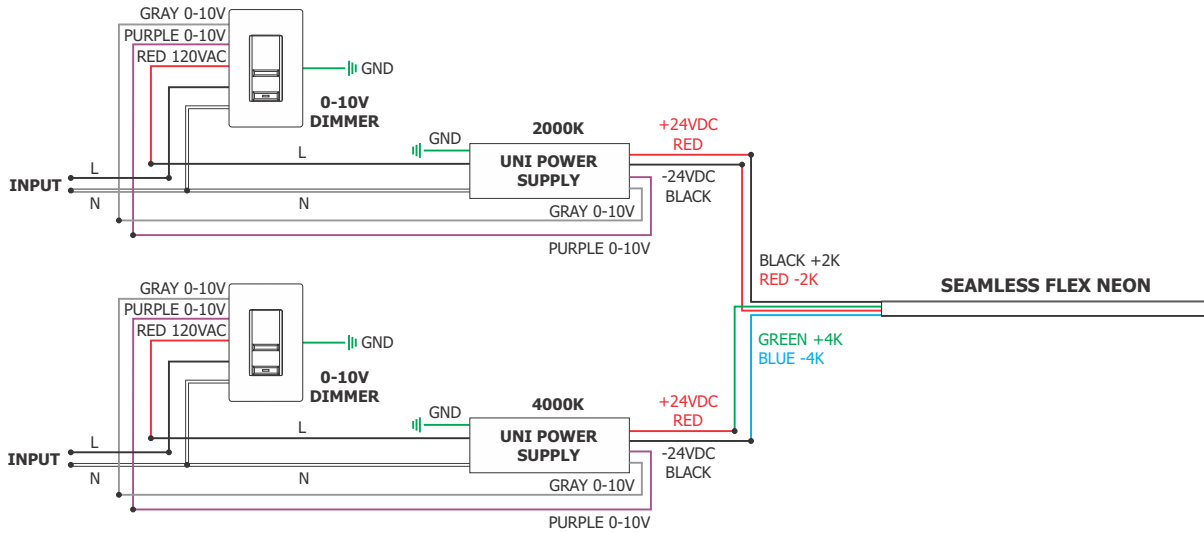 GRAY 0-10V
PURPLE 0-10V
RED 120VAC
GND
0-10V
DIMMER
INPUT
L
N
L
N
GND
2000K
UNI POWER
SUPPLY
+24VDC
RED
-24VDC
BLACK
GRAY 0-10V
PURPLE 0-10V
BLACK +2K
RED -2K
SEAMLESS FLEX NEON
GREEN +4K
BLUE -4K
GRAY 0-10V
PURPLE 0-10V
RED 120VAC
GND
0-10V
DIMMER
INPUT
L
N
L
N
GND
4000K
UNI POWER
SUPPLY
+24VDC
RED
-24VDC
BLACK
GRAY 0-10V
PURPLE 0-10V